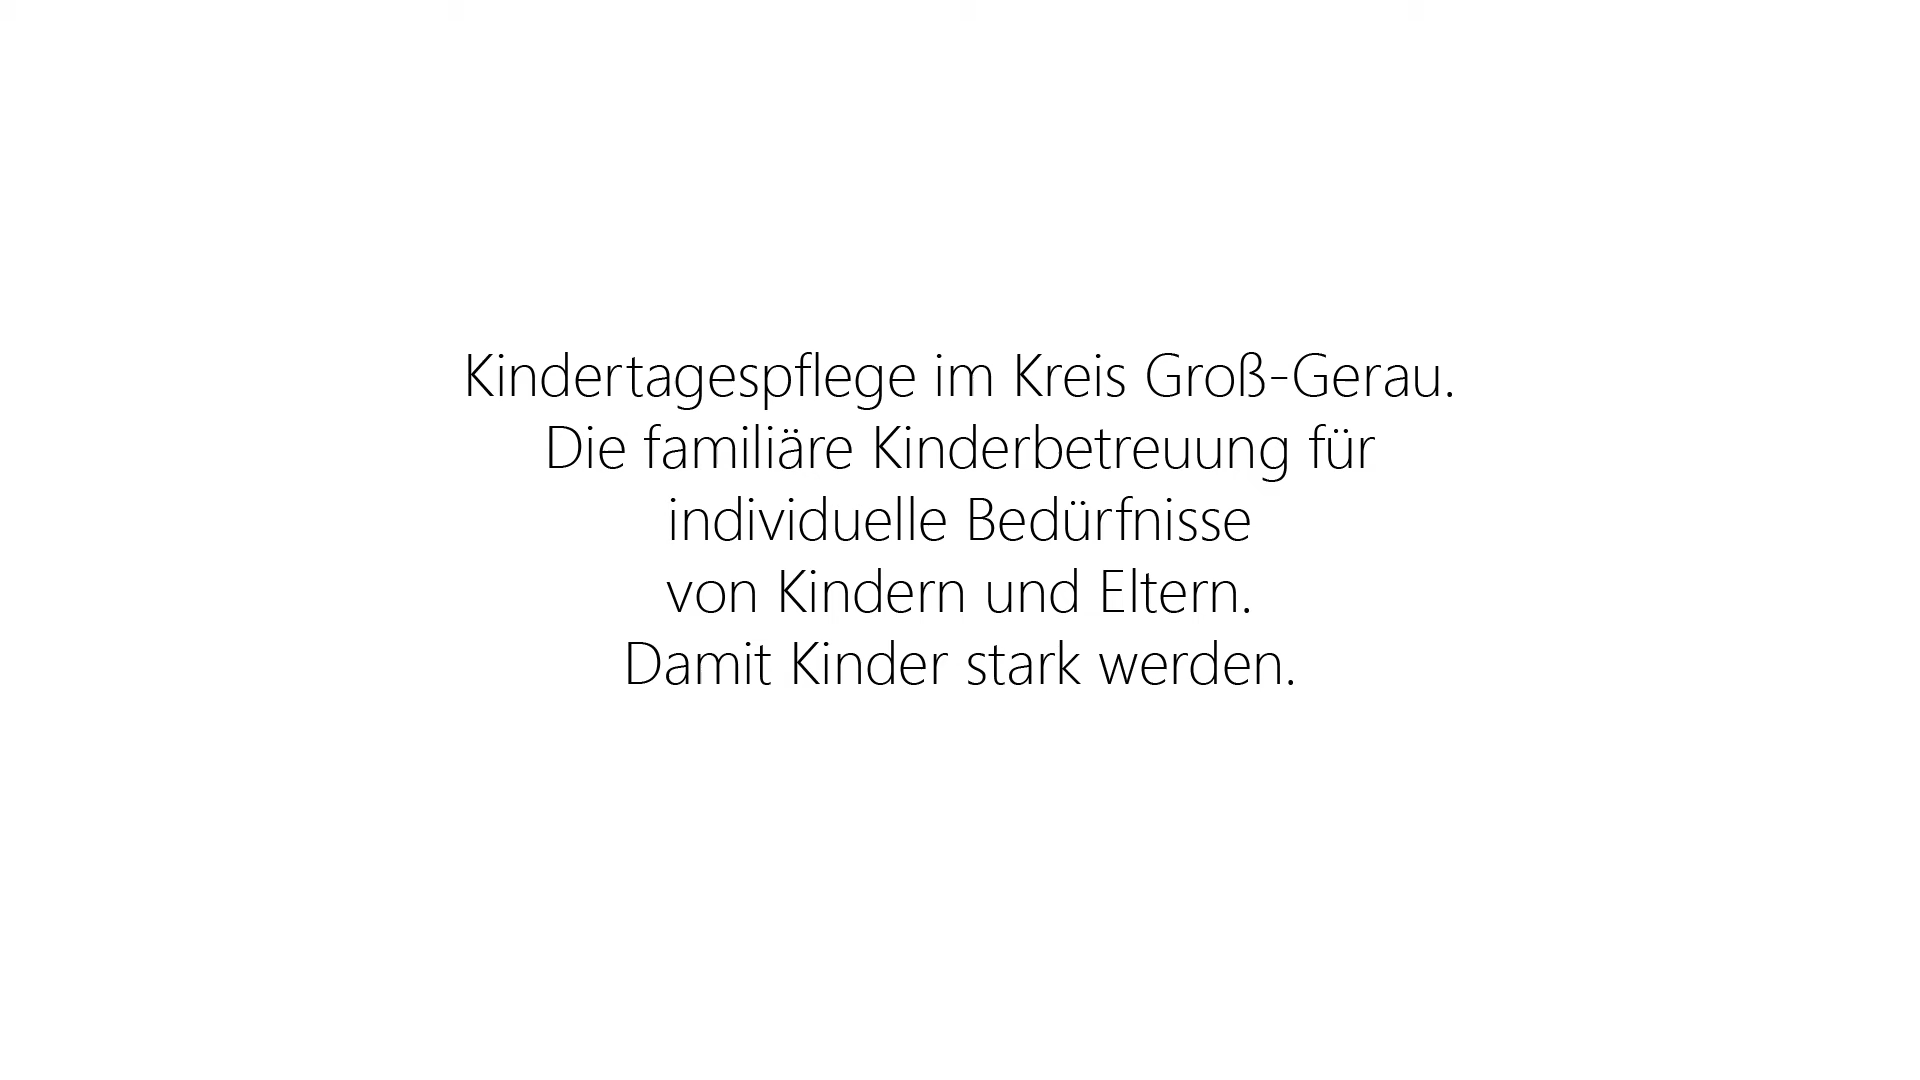 Kindertagespflege im Kreis Groß-Gerau.
Die familiäre Kinderbetreuung für
individuelle Bedürfnisse
von Kindern und Eltern.
Damit Kinder stark werden.